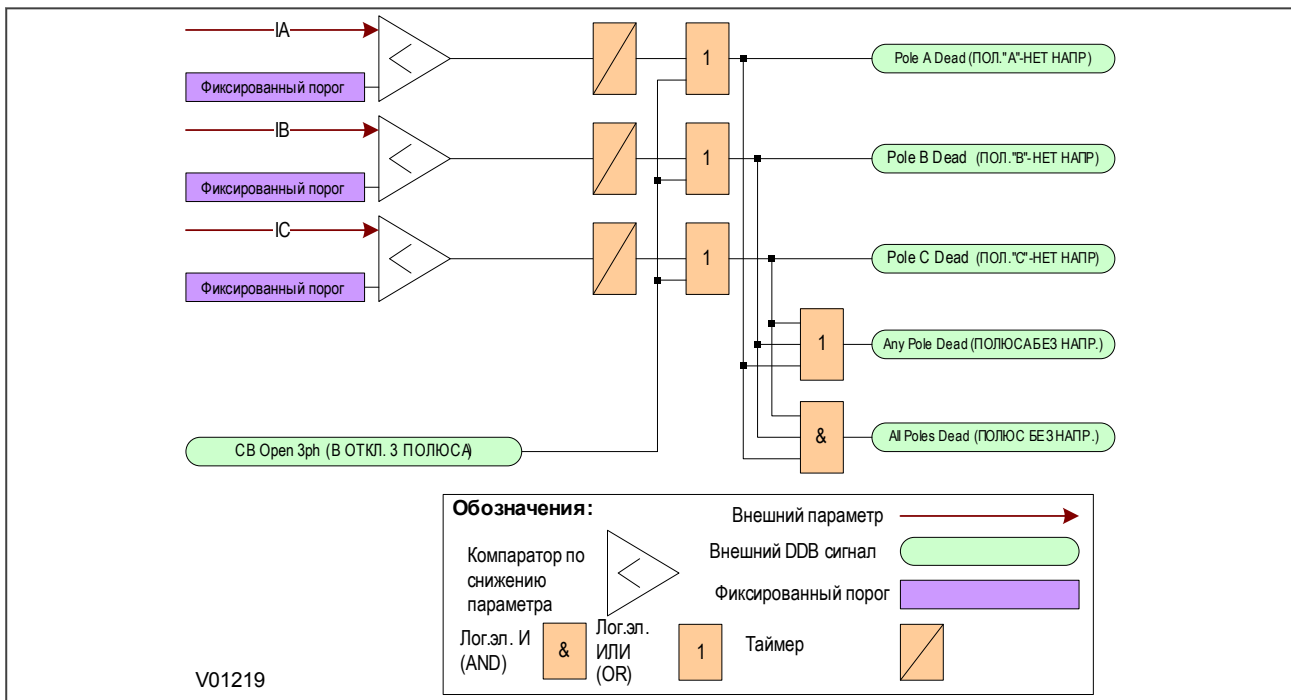 IA
Фиксированный порог
1
Pole A Dead (ПОЛ."А"-НЕТ НАПР)
IB
Фиксированный порог
1
Pole B Dead (ПОЛ."В"-НЕТ НАПР)
IC
Фиксированный порог
1
Pole C Dead (ПОЛ."С"-НЕТ НАПР)
1
Any Pole Dead (ПОЛЮСА БЕЗ НАПР.)
CB Open 3ph (В ОТКЛ. 3 ПОЛЮСА)
&
All Poles Dead (ПОЛЮС БЕЗ НАПР.)
Обозначения:
Внешний параметр
Компаратор по
снижению
параметра
Внешний DDB сигнал
Фиксированный порог
Лог.эл. И
(AND)
&
Лог.эл.
ИЛИ
(OR)
1
Таймер
V01219